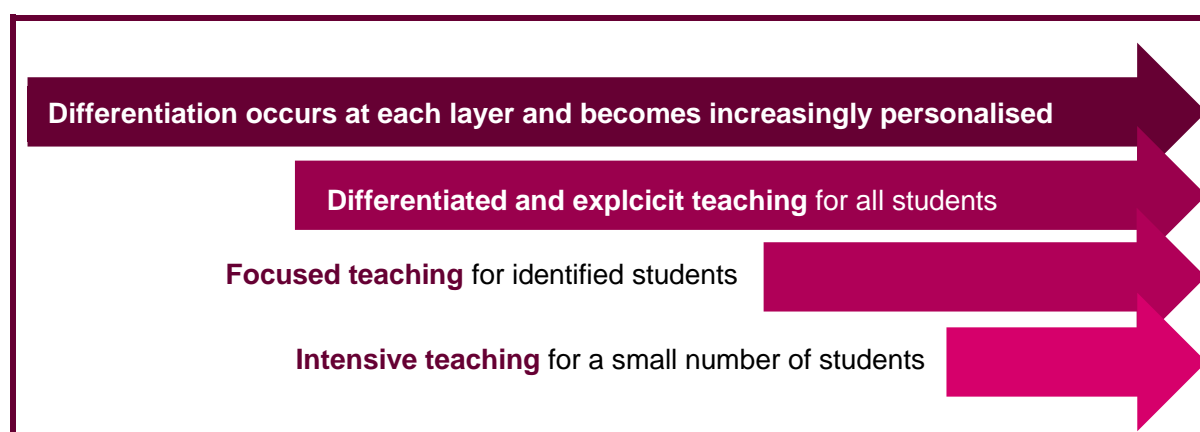 Differentiation occurs at each layer and becomes increasingly personalised
Differentiated and explcicit teaching for all students
Focused teaching for identified students
Intensive teaching for a small number of students